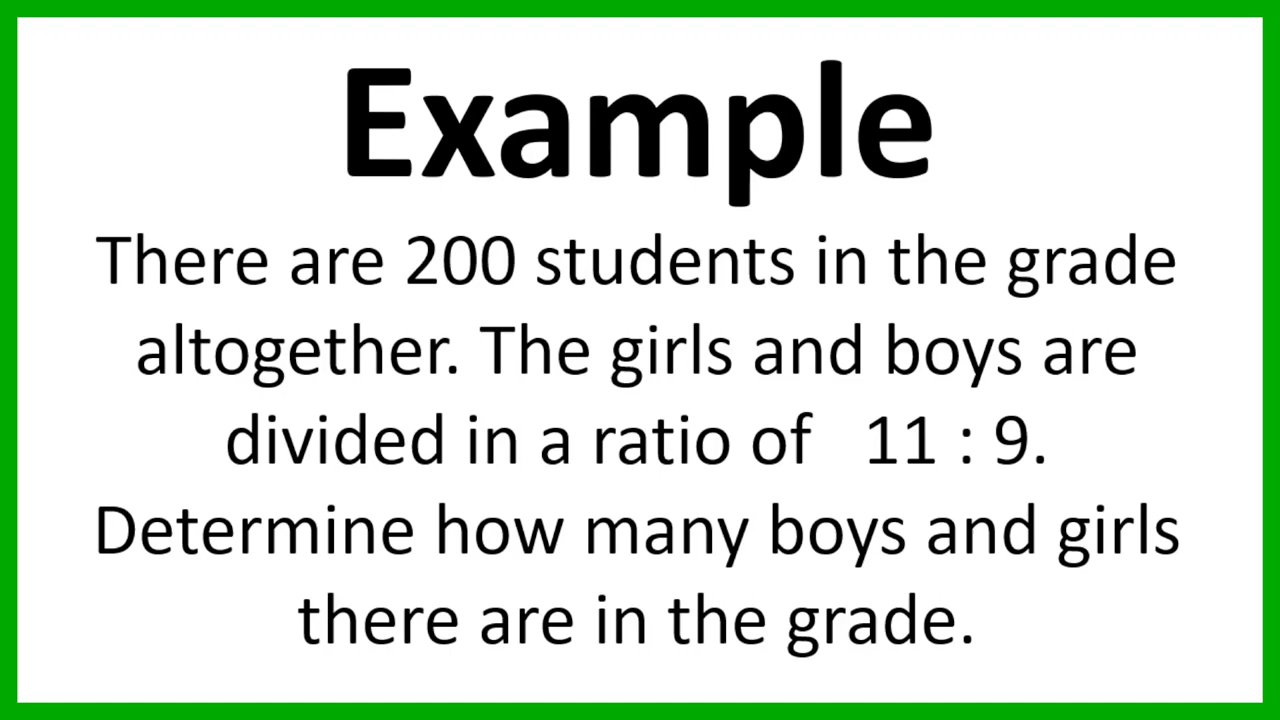 Example
There are 200 students in the grade
altogether. The girls and boys are
divided in a ratio of   11 : 9.
Determine how many boys and girls
there are in the grade.